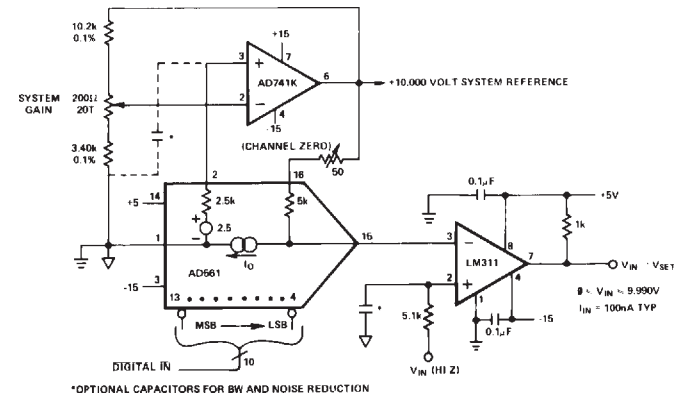 10.2k
0.1%
+15
3
7
+
AD741K
6
+10.000 VOLT SYSTEM REFERENCE
SYSTEM
GAIN
200Ω
20T
2
−
4
-15
*
(CHANNEL ZERO)
3.40k
0.1%
50
2
16
14
+5
2.5k
5k
+
2.5
−
1
IO
15
AD561
3
-15
13
4
MSB
LSB
10
DIGITAL IN
0.1μF
+5V
1k
3
−
8
LM311
7
VIN = VSET
2
+
1
4
0 < VIN < 9.990V
IIN = 100nA TYP
*
5.1k
0.1μF
-15
VIN (HI Z)
*OPTIONAL CAPACITORS FOR BW AND NOISE REDUCTION